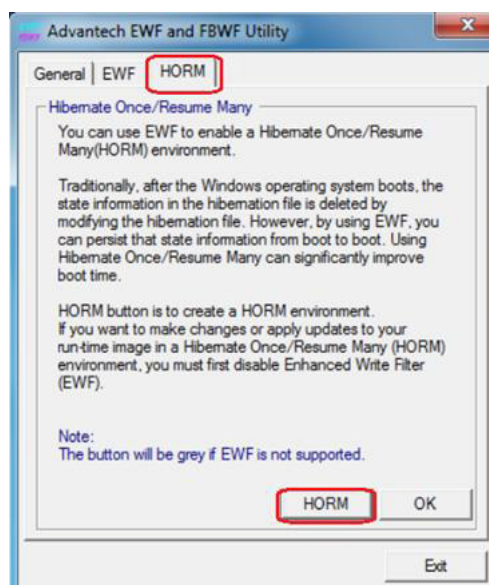 Advantech EWF and FBWF Utility
General EWF HORM
Hibernate Once/Resume Many
You can use EWF to enable a Hibernate Once/Resume
Many(HORM) environment.
Traditionally, after the Windows operating system boots, the
state information in the hibernation file is deleted by
modifying the hibernation file. However, by using EWF, you
can persist that state information from boot to boot. Using
Hibernate Once/Resume Many can significantly improve
boot time.
HORM button is to create a HORM environment.
If you want to make changes or apply updates to your
run-time image in a Hibernate Once/Resume Many (HORM)
environment, you must first disable Enhanced Write Filter
(EWF).
Note:
The button will be grey if EWF is not supported.
HORM OK
Exit